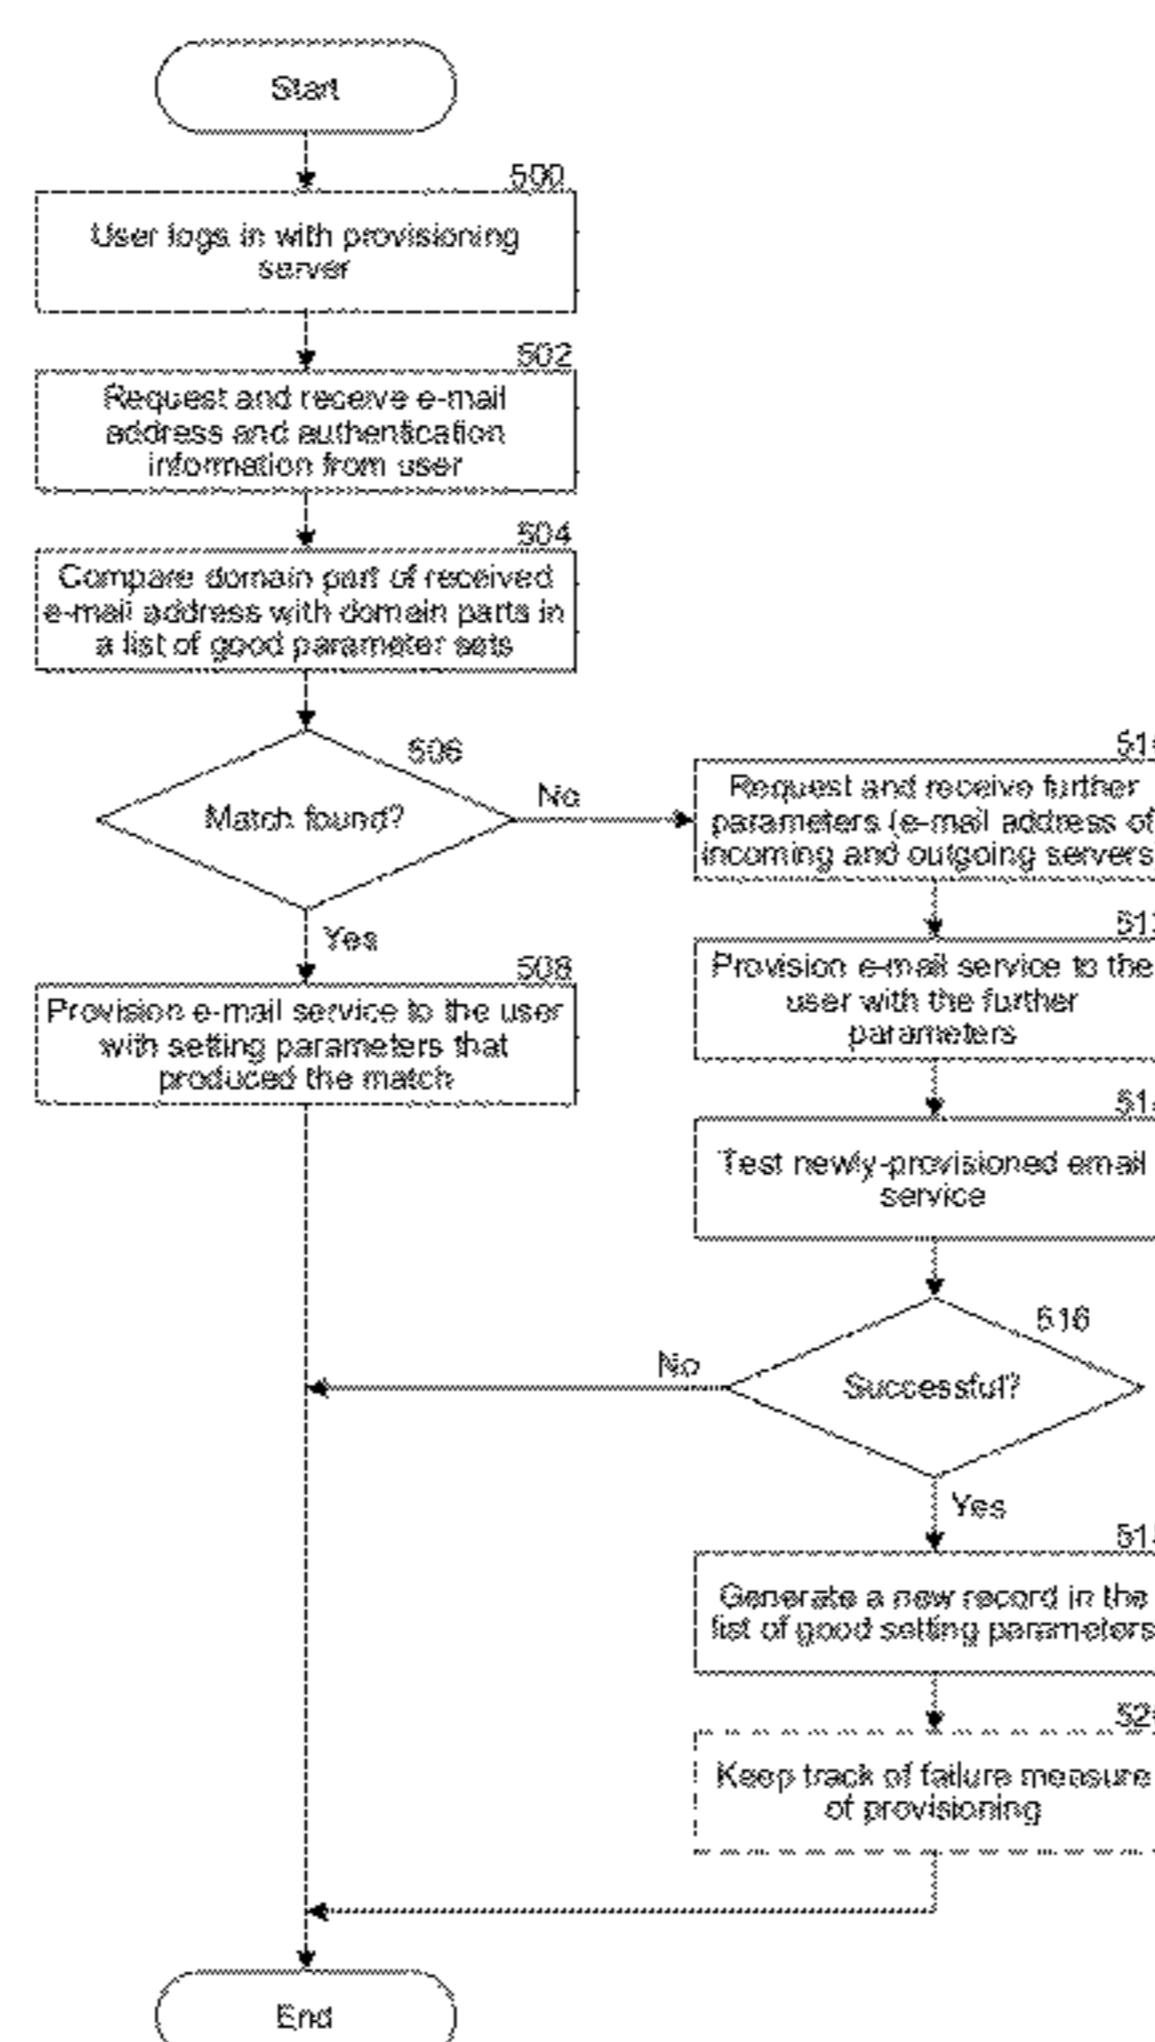 Start
500
User logs in with provisioning
server
502
Request and receive e-mail
address and authentication
information from user
504
Compare domain part of received
e-mail address with domain parts in
a list of good parameter sets
506
Match found?
No
Yes
508
Provision e-mail service to the user
with setting parameters that
produced the match
Request and receive further
parameters (e-mail address of
incoming and outgoing servers)
Provision e-mail service to the
user with the further
parameters
Test newly-provisioned email
service
516
Successful?
No
Yes
Generate a new record in the
list of good setting parameters
Keep track of failure measure
of provisioning
End